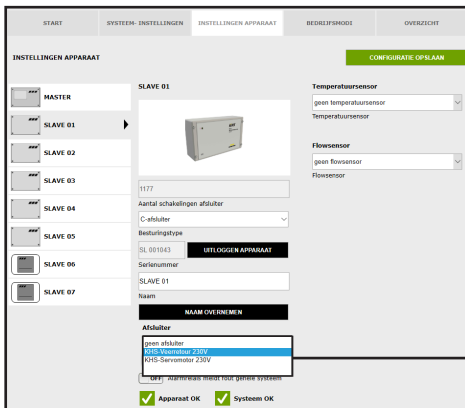 START
SYSTEEM- INSTELLINGEN
INSTELLINGEN APPARAAT
BEDRIJFSMODI
OVERZICHT
INSTELLINGEN APPARAAT
CONFIGURATIE OPSLAAN
MASTER
SLAVE 01
SLAVE 02
SLAVE 03
SLAVE 04
SLAVE 05
SLAVE 06
SLAVE 07
SLAVE 01
1177
Aantal schakelingen afsluiter
C-afsluiter
Besturingstype
SL 001043
UITLOGGEN APPARAAT
Serienummer
SLAVE 01
Naam
NAAM OVERNEMEN
Afsluiter
geen afsluiter
KHS-Veerretour 230V
KHS-Servomotor 230V
OFF Alarmrelais meldt fout gehele systeem
Apparaat OK
Systeem OK
Temperatuursensor
geen temperatuursensor
Temperatuursensor
Flowsensor
geen flowsensor
Flowsensor